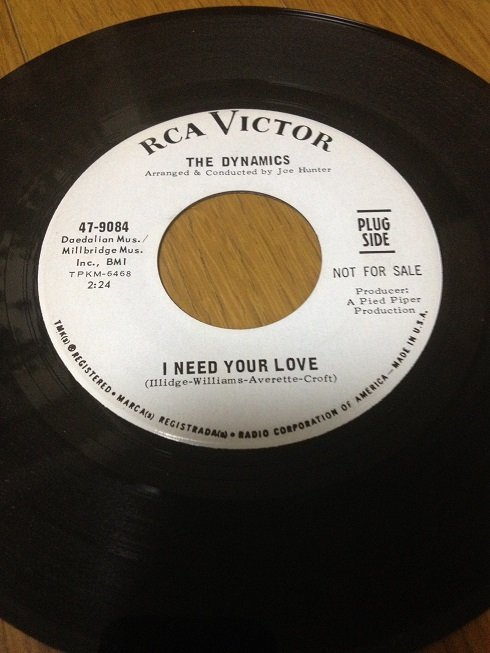 RCA VICTOR
THE DYNAMICS
Arranged & Conducted by Joe Hunter
47-9084
Daedalian Mus./
Millbridge Mus.
Inc., BMI
TPKM-6468
2:24
PLUG
SIDE
NOT FOR SALE
Producer:
A Pied Piper
Production
I NEED YOUR LOVE
(Illidge-Williams-Averette-Croft)
TMK(s) ® REGISTERED • MARCA(s) REGISTRADA(s) • RADIO CORPORATION OF AMERICA — MADE IN U.S.A.